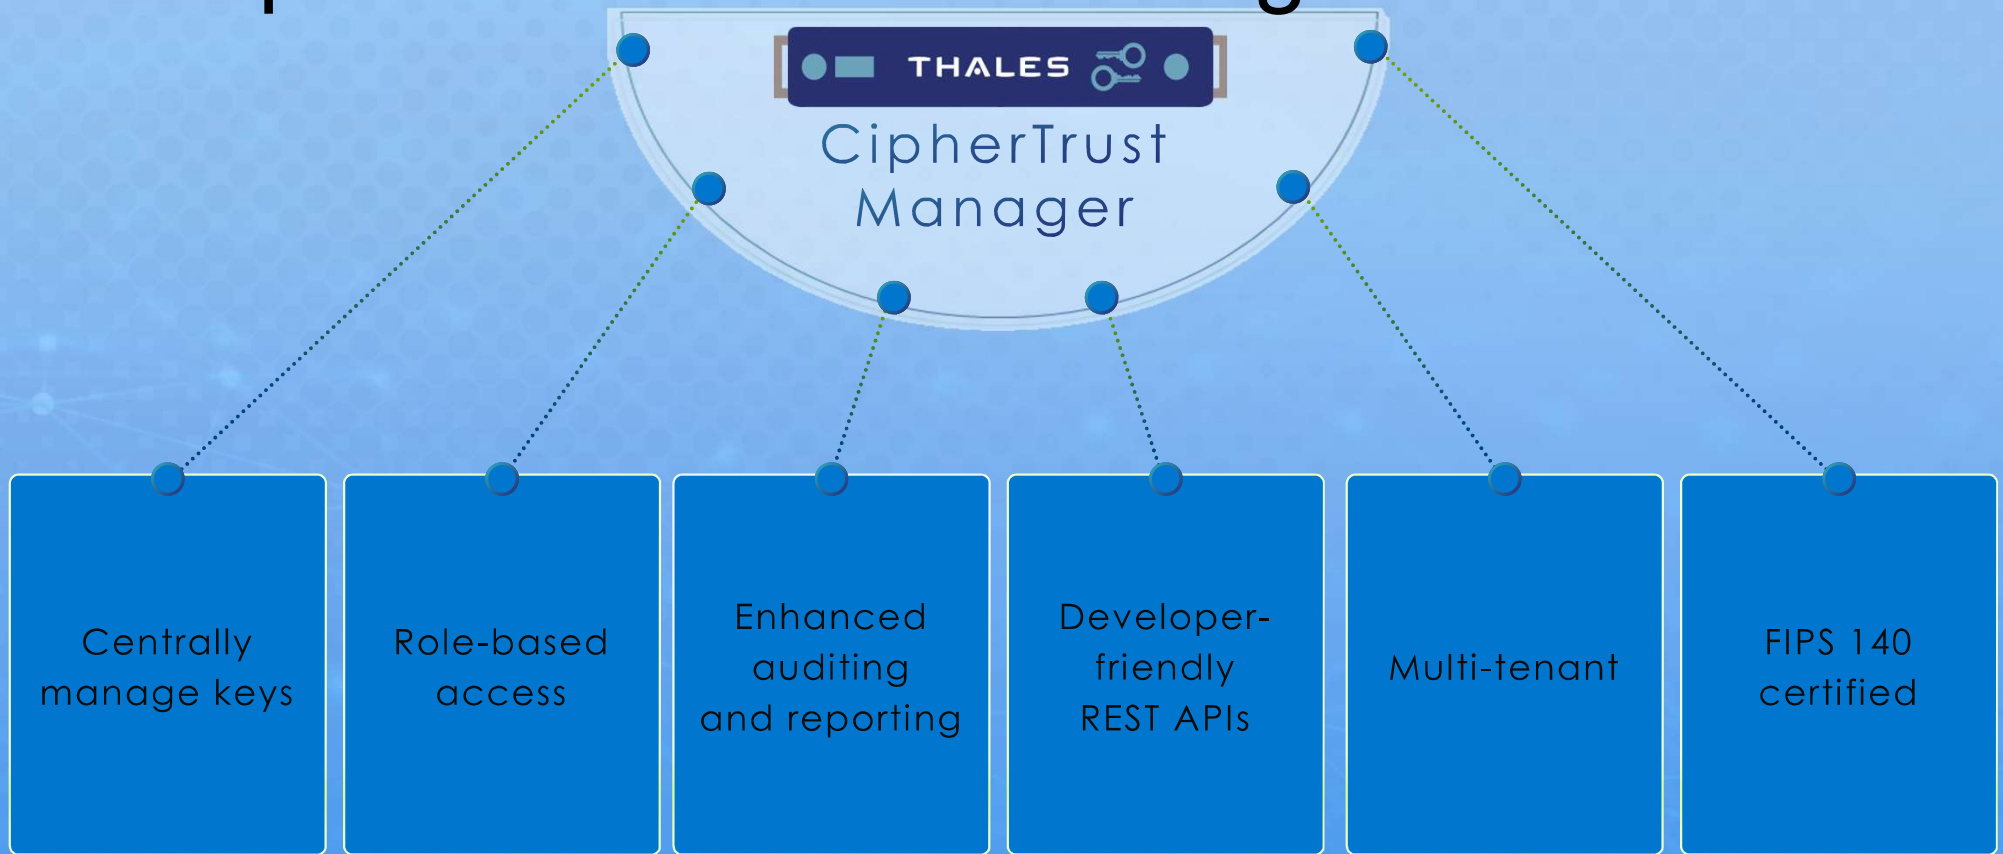 THALES
CipherTrust
Manager
Centrally
manage keys
Role-based
access
Enhanced
auditing
and reporting
Developer-
friendly
REST APIs
Multi-tenant
FIPS 140
certified